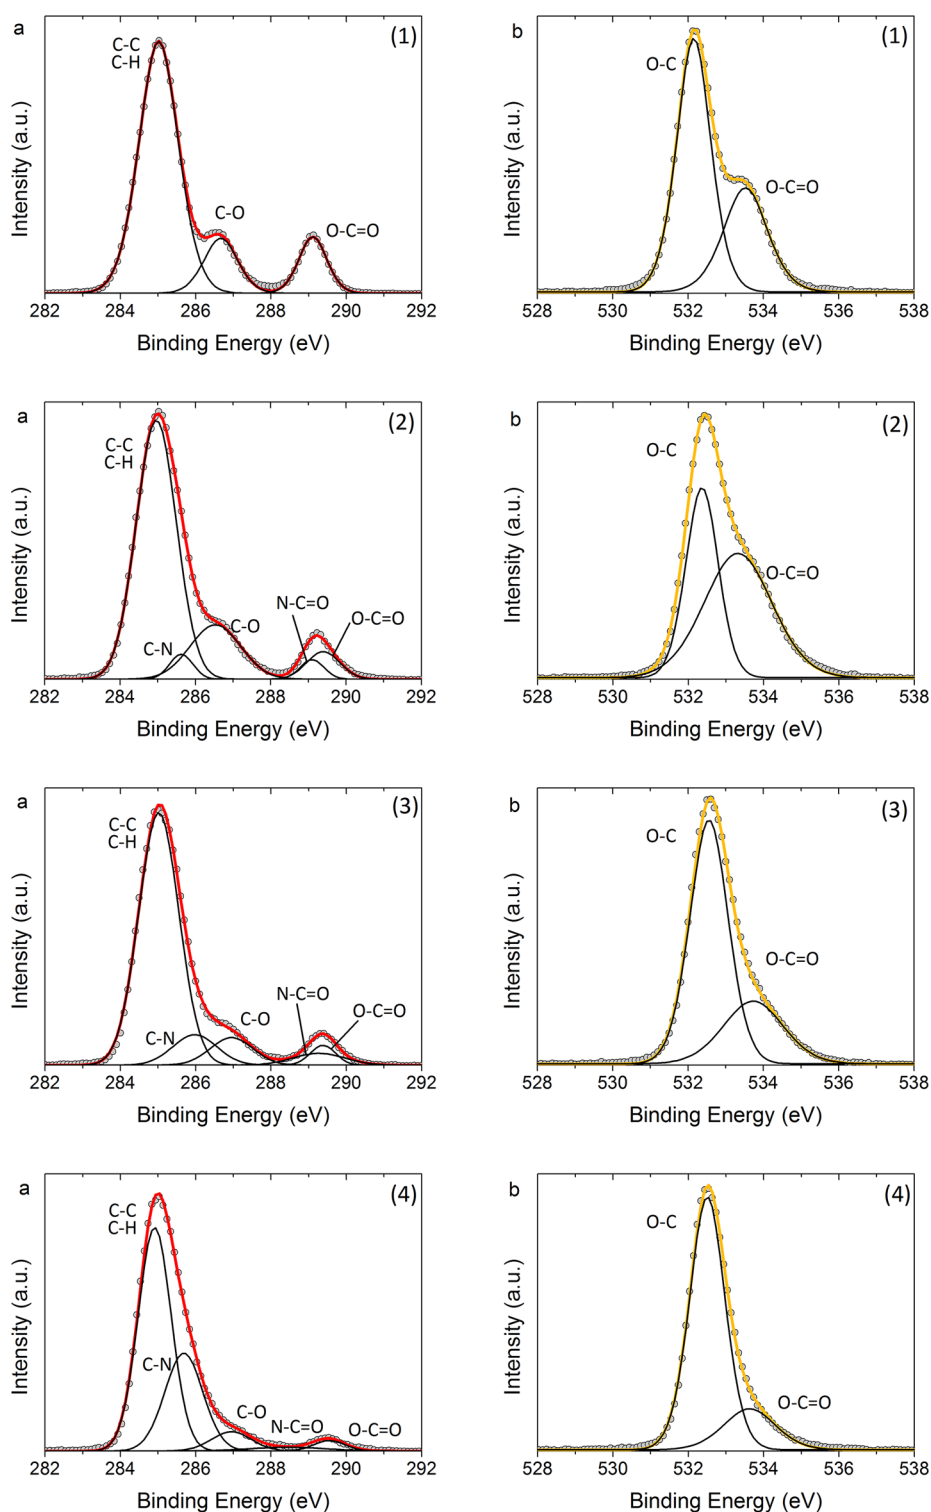 a
(1)
C-C
C-H
C-O
O-C=O
Intensity (a.u.)
282 284 286 288 290 292
Binding Energy (eV)
b
(1)
O-C
O-C=O
Intensity (a.u.)
528 530 532 534 536 538
Binding Energy (eV)
a
(2)
C-C
C-H
N-C=O
C-O
O-C=O
C-N
Intensity (a.u.)
282 284 286 288 290 292
Binding Energy (eV)
b
(2)
O-C
O-C=O
Intensity (a.u.)
528 530 532 534 536 538
Binding Energy (eV)
a
(3)
C-C
C-H
N-C=O
C-O
O-C=O
C-N
Intensity (a.u.)
282 284 286 288 290 292
Binding Energy (eV)
b
(3)
O-C
O-C=O
Intensity (a.u.)
528 530 532 534 536 538
Binding Energy (eV)
a
(4)
C-C
C-H
C-N
C-O
N-C=O
O-C=O
Intensity (a.u.)
282 284 286 288 290 292
Binding Energy (eV)
b
(4)
O-C
O-C=O
Intensity (a.u.)
528 530 532 534 536 538
Binding Energy (eV)